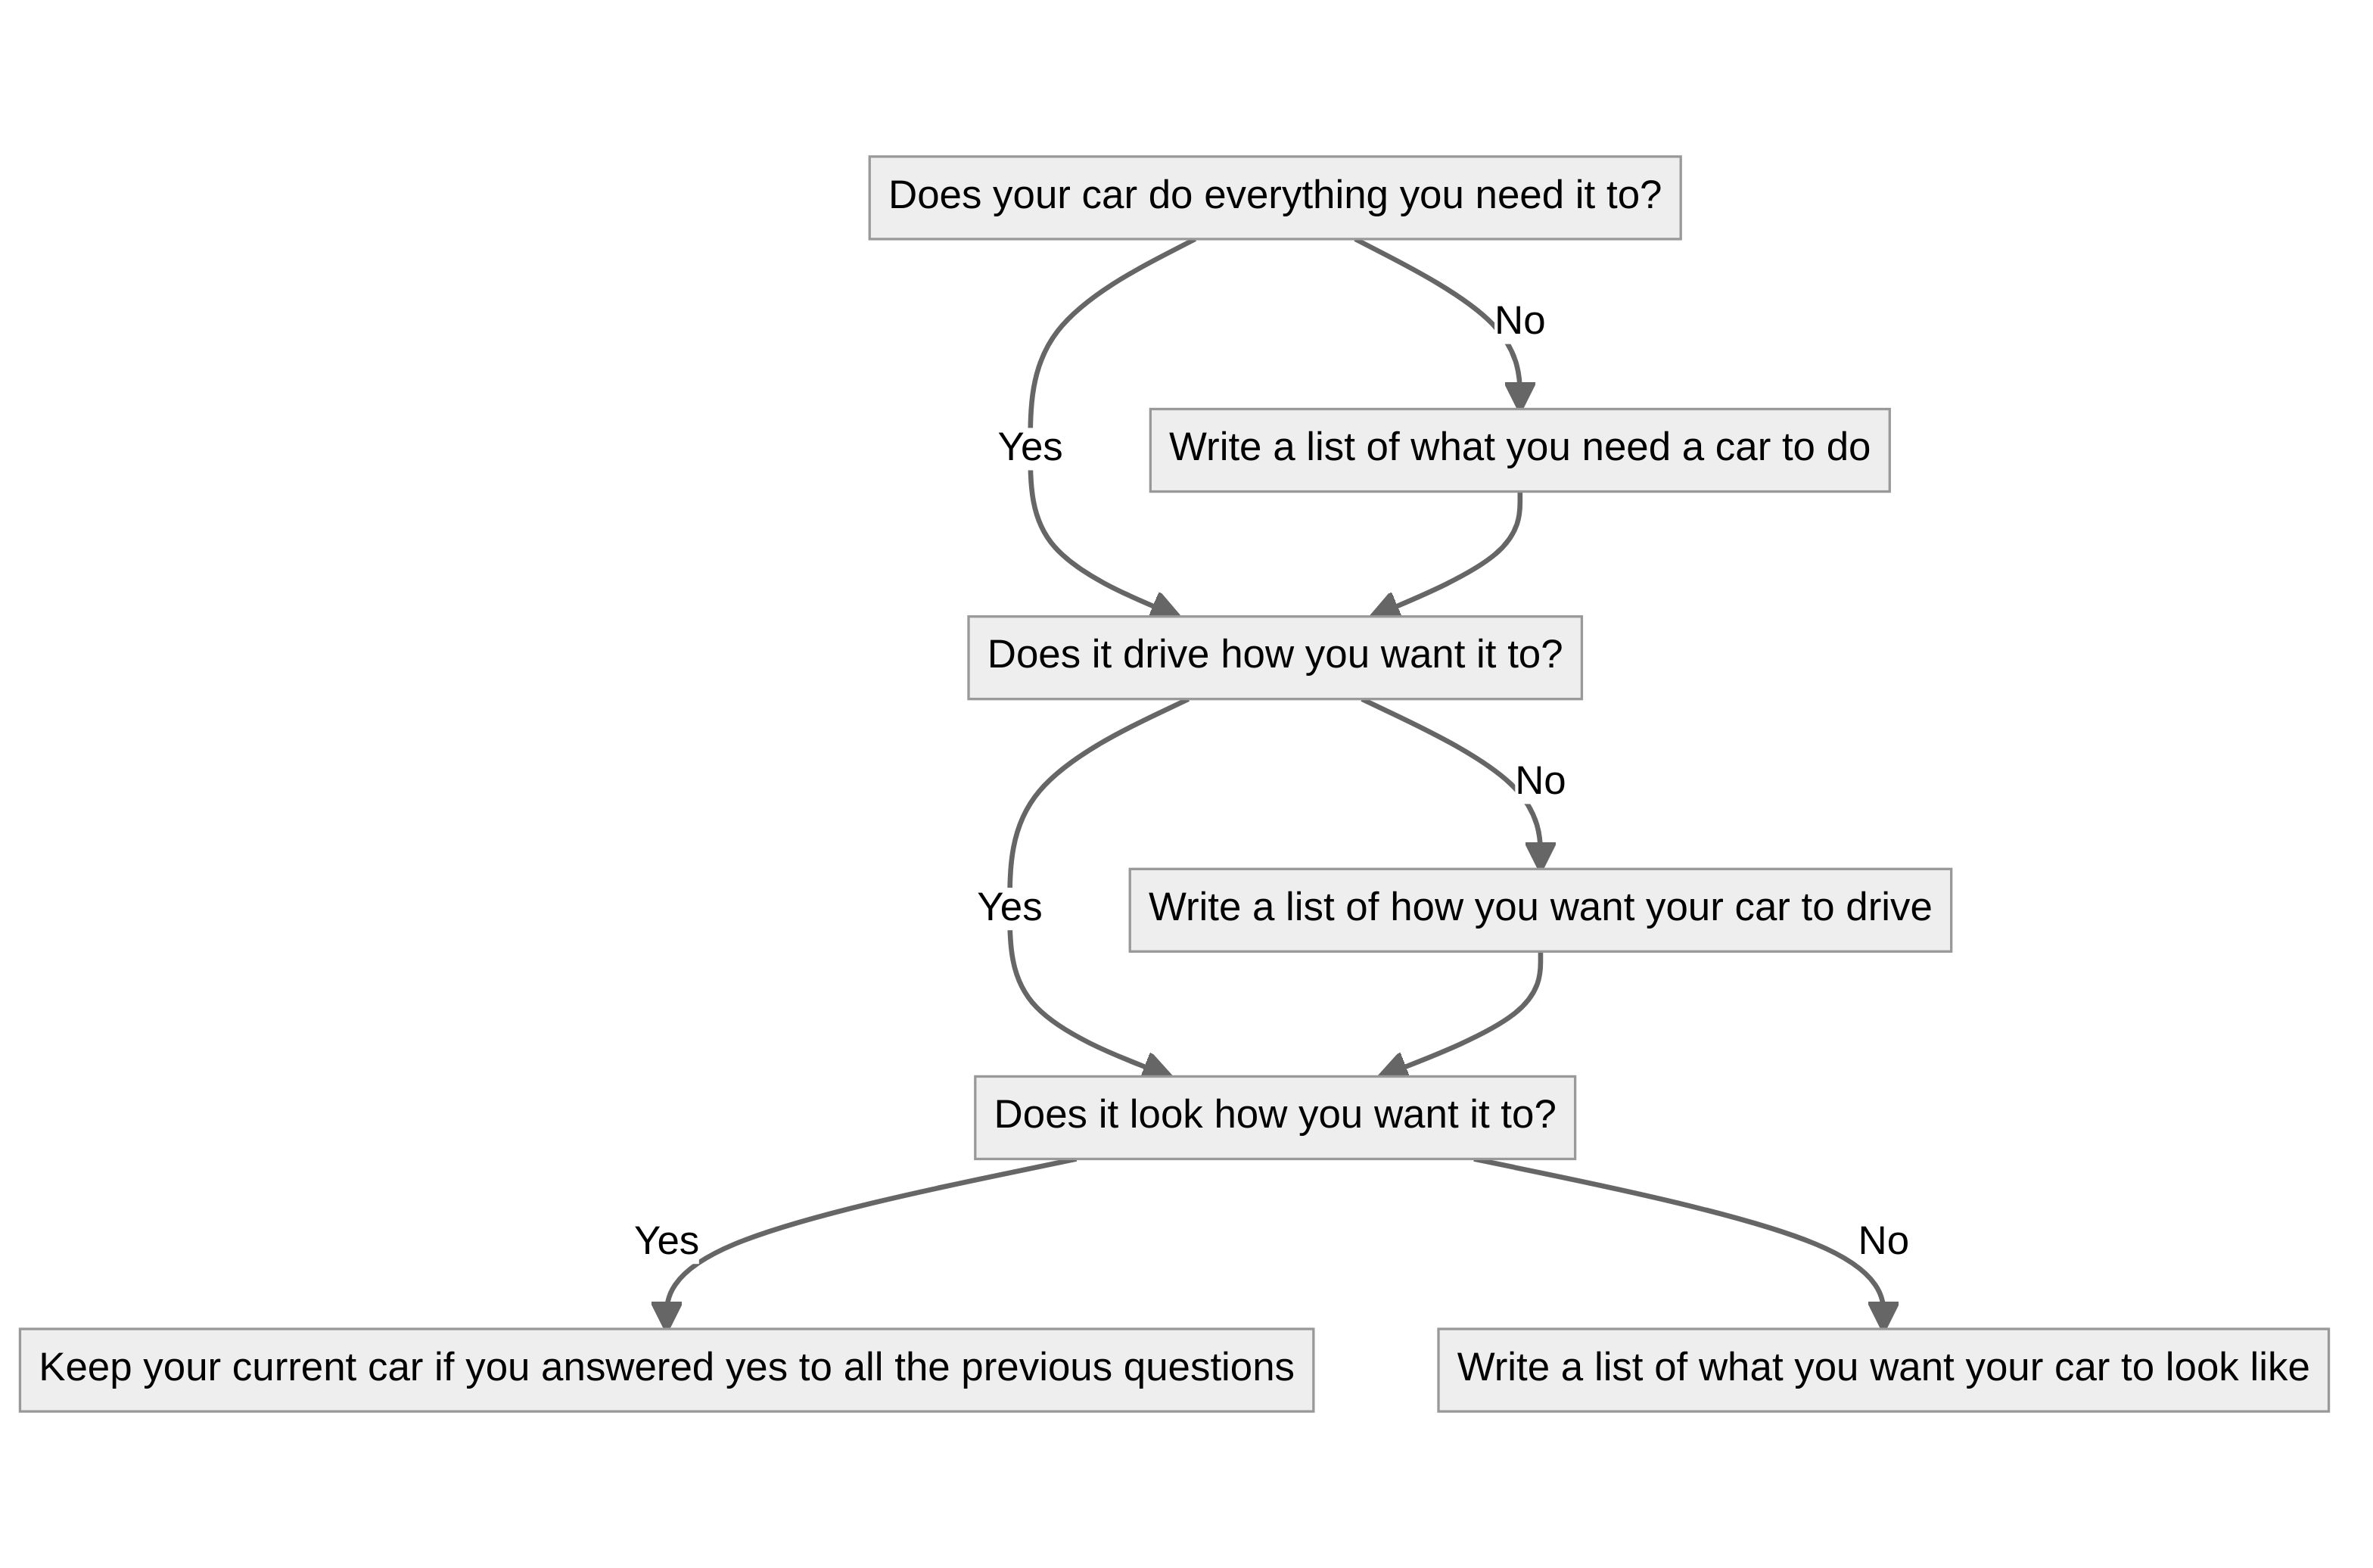 Does your car do everything you need it to?
No
Yes
Write a list of what you need a car to do
Does it drive how you want it to?
No
Yes
Write a list of how you want your car to drive
Does it look how you want it to?
Yes
No
Keep your current car if you answered yes to all the previous questions
Write a list of what you want your car to look like